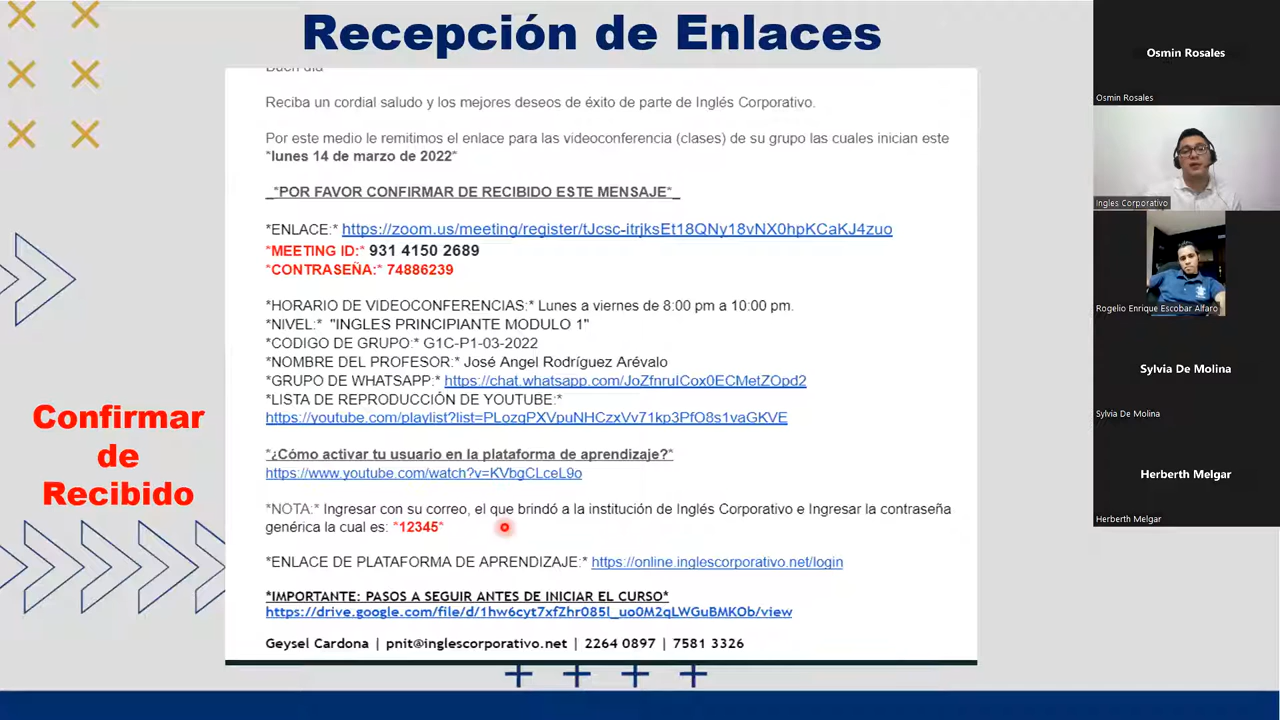 Recepción de Enlaces
Buen día
Reciba un cordial saludo y los mejores deseos de éxito de parte de Inglés Corporativo.
Por este medio le remitimos el enlace para las videoconferencia (clases) de su grupo las cuales inician este
*lunes 14 de marzo de 2022*
_*POR FAVOR CONFIRMAR DE RECIBIDO ESTE MENSAJE*_
*ENLACE:* https://zoom.us/meeting/register/tJcsc-itrjksEt18QNy18vNX0hpKCaKJ4zuo
*MEETING ID:* 931 4150 2689
*CONTRASEÑA:* 74886239
*HORARIO DE VIDEOCONFERENCIAS:* Lunes a viernes de 8:00 pm a 10:00 pm.
*NIVEL:* "INGLES PRINCIPIANTE MODULO 1"
*CODIGO DE GRUPO:* G1C-P1-03-2022
*NOMBRE DEL PROFESOR:* José Angel Rodríguez Arévalo
*GRUPO DE WHATSAPP:* https://chat.whatsapp.com/JoZfnruICox0ECMetZOpd2
*LISTA DE REPRODUCCIÓN DE YOUTUBE:*
https://youtube.com/playlist?list=PLozqPXVpuNHCzxVv71kp3PfO8s1vaGKVE
*¿Cómo activar tu usuario en la plataforma de aprendizaje?*
https://www.youtube.com/watch?v=KVbgCLceL9o
*NOTA:* Ingresar con su correo, el que brindó a la institución de Inglés Corporativo e Ingresar la contraseña
genérica la cual es: *12345*
*ENLACE DE PLATAFORMA DE APRENDIZAJE:* https://online.inglescorporativo.net/login
*IMPORTANTE: PASOS A SEGUIR ANTES DE INICIAR EL CURSO*
https://drive.google.com/file/d/1hw6cyt7xfZhr085l_uo0M2qLWGuBMKOb/view
Geysel Cardona | pnit@inglescorporativo.net | 2264 0897 | 7581 3326
Confirmar
de
Recibido
Osmin Rosales
Osmin Rosales
Ingles Corporativo
Rogelio Enrique Escobar Alfaro
Sylvia De Molina
Sylvia De Molina
Herberth Melgar
Herberth Melgar